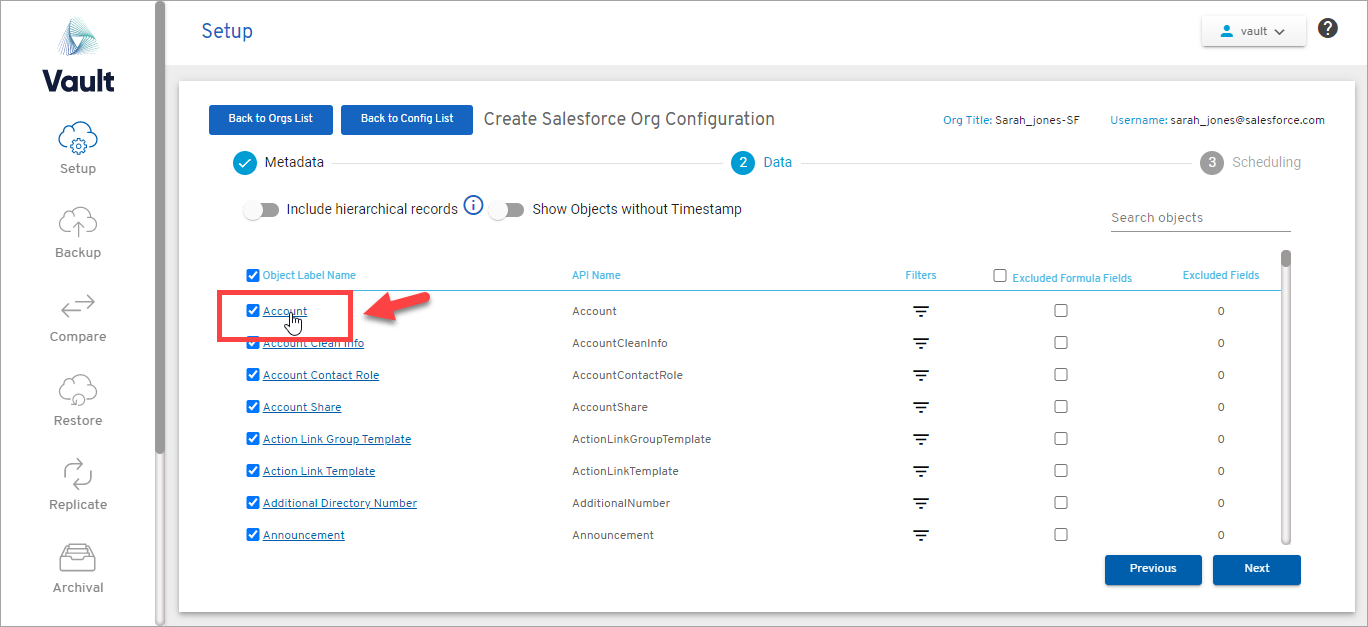 Vault
Setup
Backup
Compare
Restore
Replicate
Archival
Setup
vault
?
Back to Orgs List Back to Config List Create Salesforce Org Configuration Org Title: Sarah_jones-SF Username: sarah_jones@salesforce.com
Metadata 2 Data 3 Scheduling
Include hierarchical records i Show Objects without Timestamp Search objects
Object Label Name API Name Filters Excluded Formula Fields Excluded Fields
Account Account 0
Account Clean Info AccountCleanInfo 0
Account Contact Role AccountContactRole 0
Account Share AccountShare 0
Action Link Group Template ActionLinkGroupTemplate 0
Action Link Template ActionLinkTemplate 0
Additional Directory Number AdditionalNumber 0
Announcement Announcement 0
Previous Next